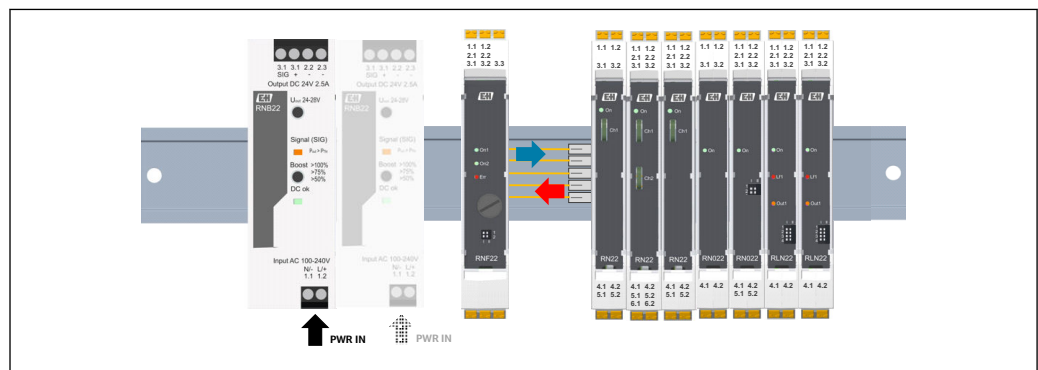 3.1 3.1 2.2 2.3
SIG + - -
Output DC 24V 2.5A
E+H
RNB22
Uout 24-28V
Signal (SIG)
Pout > PN
Boost >100%
>75%
>50%
DC ok
Input AC 100-240V
N/- L/+
1.1 1.2
PWR IN
3.1 3.1 2.2 2.3
SIG + - -
Output DC 24V 2.5A
E+H
RNB22
Uout 24-28V
Signal (SIG)
Pout > PN
Boost >100%
>75%
>50%
DC ok
Input AC 100-240V
N/- L/+
1.1 1.2
PWR IN
1.1 1.2
2.1 2.2
3.1 3.2 3.3
E+H
On1
On2
Err
1
2
RNF22
1.1 1.2
3.1 3.2
E+H
On
Ch1
RN22
4.1 4.2
5.1 5.2
1.1 1.2
2.1 2.2
3.1 3.2
E+H
On
Ch1
Ch2
RN22
4.1 4.2
5.1 5.2
6.1 6.2
1.1 1.2
2.1 2.2
3.1 3.2
E+H
On
Ch1
RN22
4.1 4.2
5.1 5.2
1.1 1.2
3.1 3.2
E+H
On
RNO22
4.1 4.2
1.1 1.2
2.1 2.2
3.1 3.2
E+H
On
RNO22
4.1 4.2
5.1 5.2
1.1 1.2
2.1 2.2
3.1 3.2
E+H
On
Lf1
Out1
RLN22
4.1 4.2
1.1 1.2
2.1 2.2
3.1 3.2
E+H
On
Lf1
Out1
RLN22
4.1 4.2
5.1 5.2